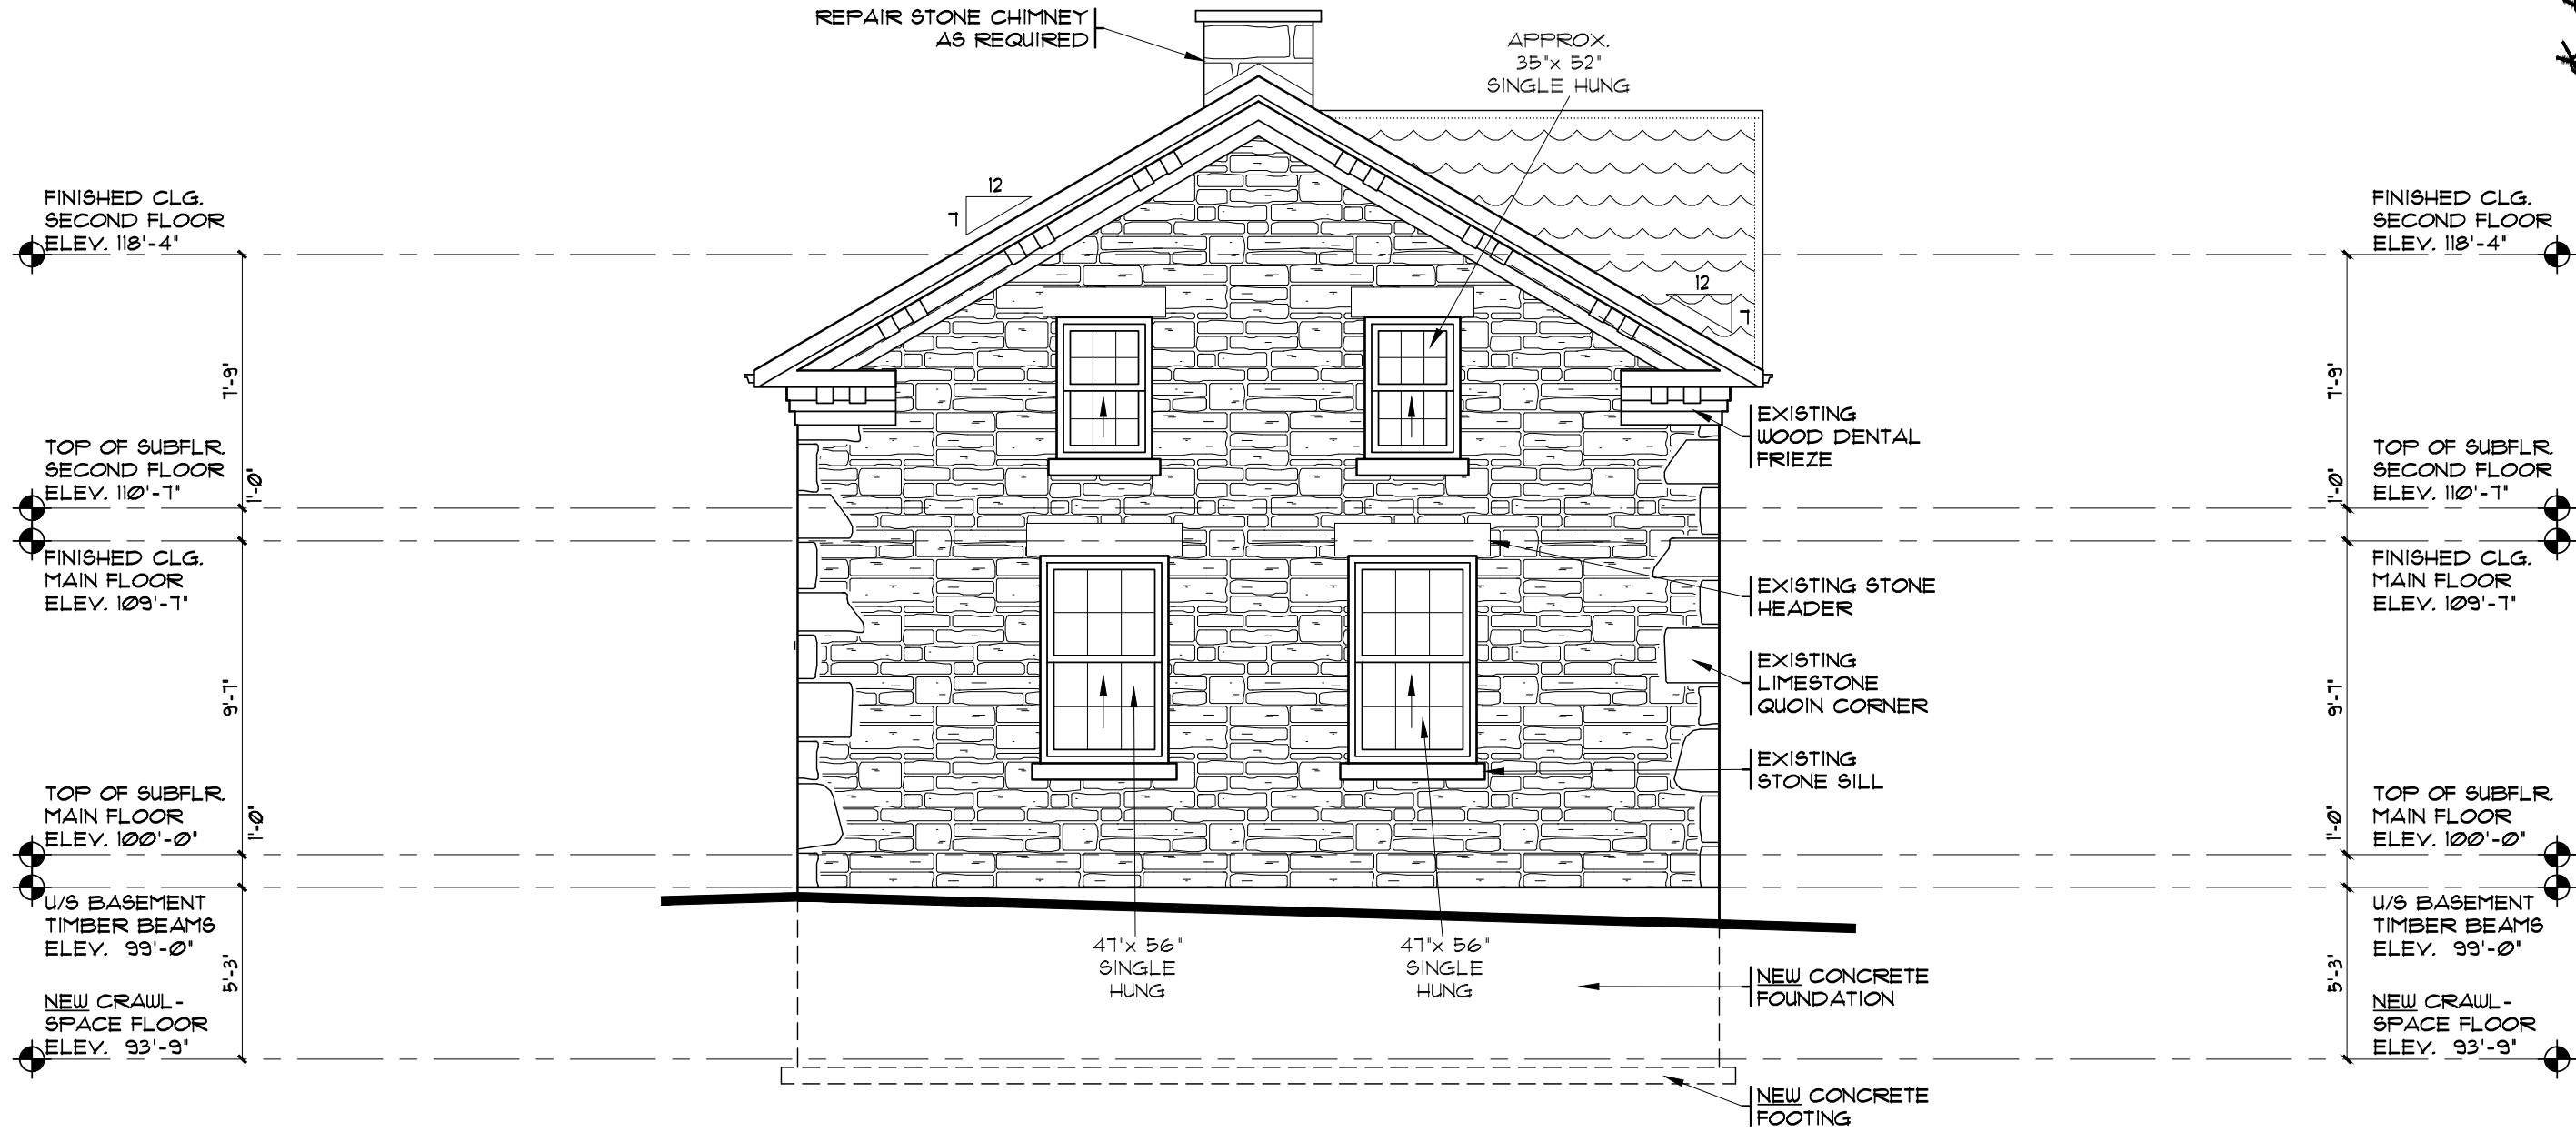 REPAIR STONE CHIMNEY
AS REQUIRED
APPROX.
35"x 52"
SINGLE HUNG
12
7
12
7
FINISHED CLG.
SECOND FLOOR
ELEV. 118'-4"
7'-9"
TOP OF SUBFLR.
SECOND FLOOR
ELEV. 110'-7"
1'-0"
FINISHED CLG.
MAIN FLOOR
ELEV. 109'-7"
9'-7"
TOP OF SUBFLR.
MAIN FLOOR
ELEV. 100'-0"
1'-0"
U/S BASEMENT
TIMBER BEAMS
ELEV. 99'-0"
5'-3"
NEW CRAWL-
SPACE FLOOR
ELEV. 93'-9"
47"x 56"
SINGLE
HUNG
47"x 56"
SINGLE
HUNG
EXISTING
WOOD DENTAL
FRIEZE
EXISTING STONE
HEADER
EXISTING
LIMESTONE
QUOIN CORNER
EXISTING
STONE SILL
NEW CONCRETE
FOUNDATION
NEW CONCRETE
FOOTING
FINISHED CLG.
SECOND FLOOR
ELEV. 118'-4"
7'-9"
TOP OF SUBFLR.
SECOND FLOOR
ELEV. 110'-7"
1'-0"
FINISHED CLG.
MAIN FLOOR
ELEV. 109'-7"
9'-7"
TOP OF SUBFLR.
MAIN FLOOR
ELEV. 100'-0"
1'-0"
U/S BASEMENT
TIMBER BEAMS
ELEV. 99'-0"
5'-3"
NEW CRAWL-
SPACE FLOOR
ELEV. 93'-9"